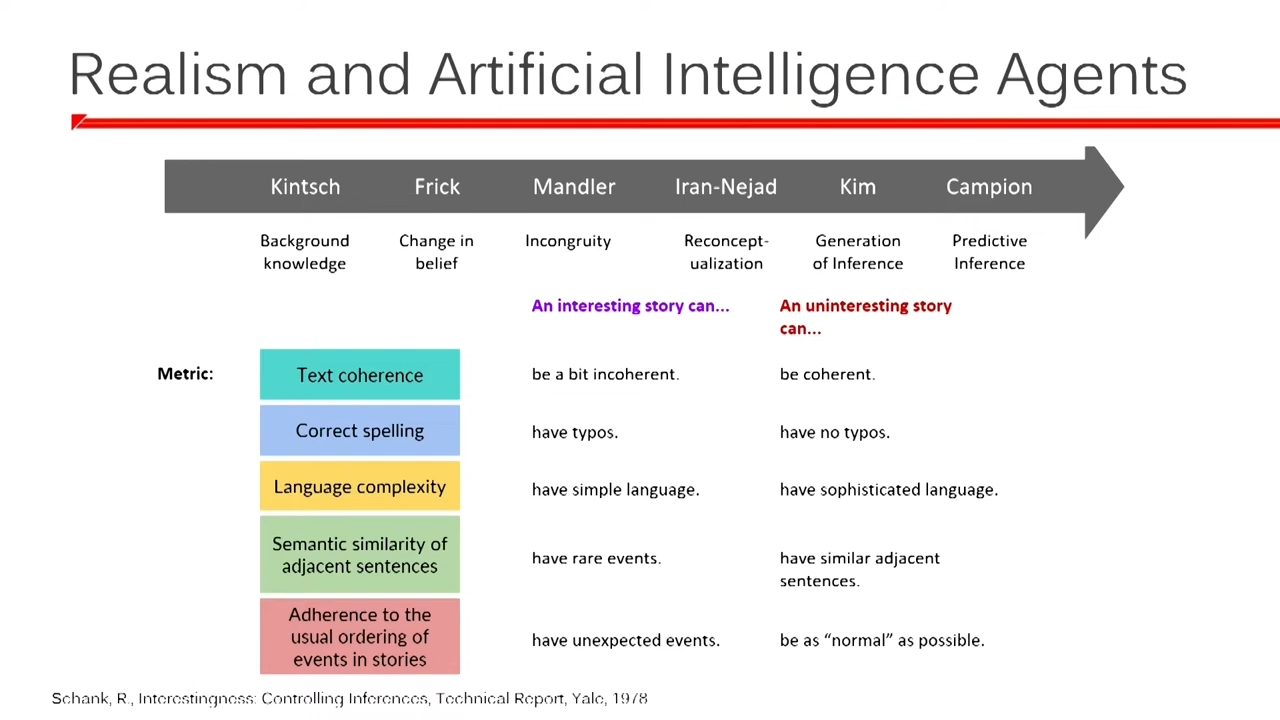 Realism and Artificial Intelligence Agents
Kintsch Frick Mandler Iran-Nejad Kim Campion
Background knowledge
Change in belief
Incongruity
Reconcept-ualization
Generation of Inference
Predictive Inference
An interesting story can...
An uninteresting story
can...
Metric:
Text coherence
be a bit incoherent.
be coherent.
Correct spelling
have typos.
have no typos.
Language complexity
have simple language.
have sophisticated language.
Semantic similarity of
adjacent sentences
have rare events.
have similar adjacent
sentences.
Adherence to the
usual ordering of
events in stories
have unexpected events.
be as “normal” as possible.
Schank, R., Interestingness: Controlling Inferences, Technical Report, Yale, 1978